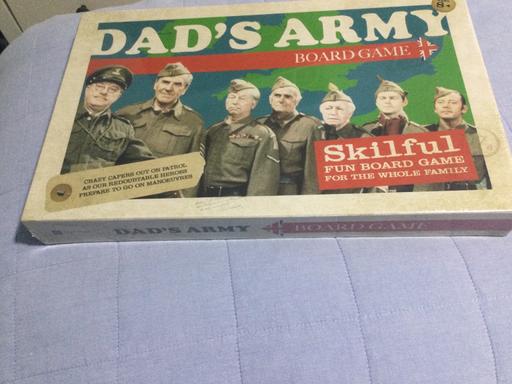 DAD'S ARMY
BOARD GAME
8+
CRAZY CAPERS OUT ON PATROL
AS OUR REDOUBTABLE HEROES
PREPARE TO GO ON MANOEUVRES
Skilful
FUN BOARD GAME
FOR THE WHOLE FAMILY
DAD'S ARMY BOARD GAME